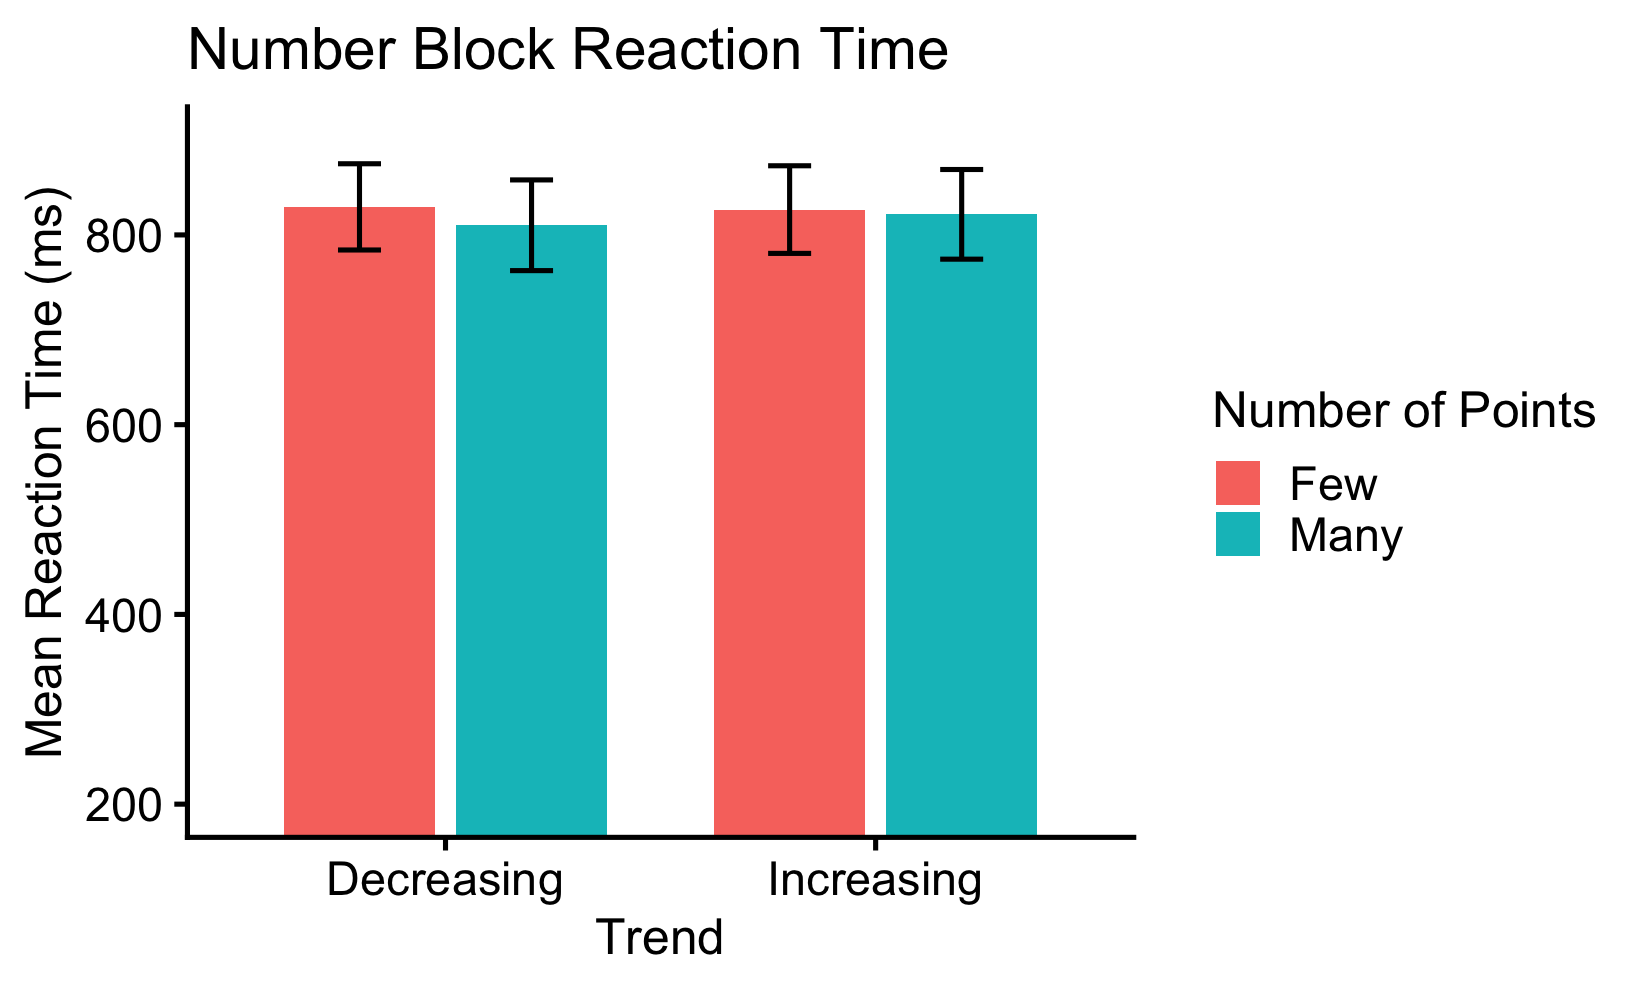 Number Block Reaction Time
Mean Reaction Time (ms)
800
600
400
200
Decreasing
Increasing
Trend
Number of Points
Few
Many